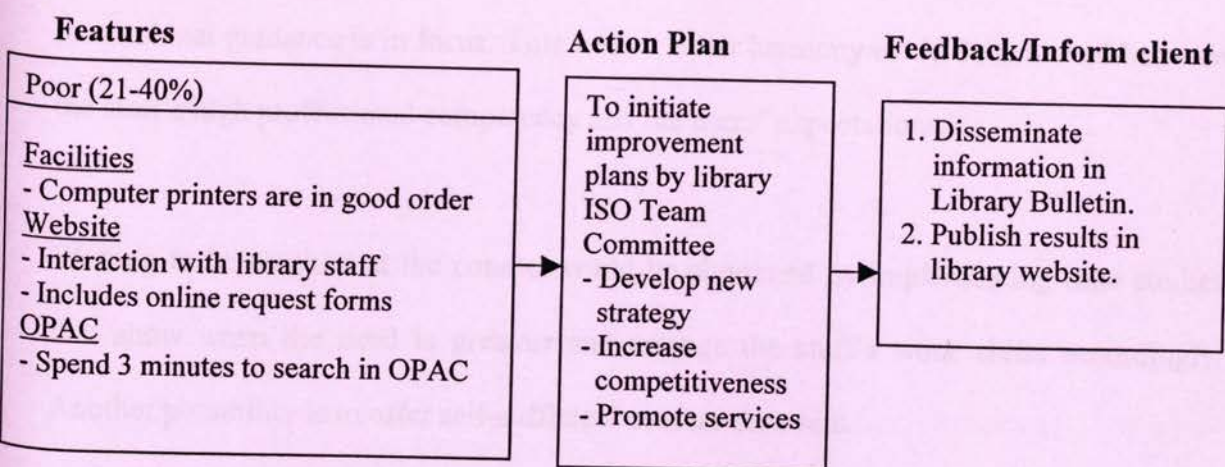 Features
Poor (21-40%)
Facilities
- Computer printers are in good order
Website
- Interaction with library staff
- Includes online request forms
OPAC
- Spend 3 minutes to search in OPAC
Action Plan
To initiate
improvement
plans by library
ISO Team
Committee
- Develop new
strategy
- Increase
competitiveness
- Promote services
Feedback/Inform client
1. Disseminate
information in
Library Bulletin.
2. Publish results in
library website.